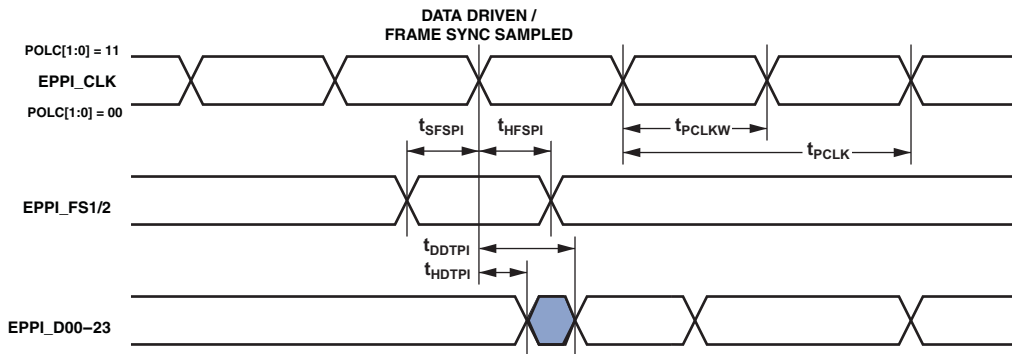 DATA DRIVEN /
FRAME SYNC SAMPLED
POLC[1:0] = 11
EPPI_CLK
POLC[1:0] = 00
tSFSPI
tHFSPI
tPCLKW
tPCLK
EPPI_FS1/2
tDDTPI
tHDTPI
EPPI_D00–23